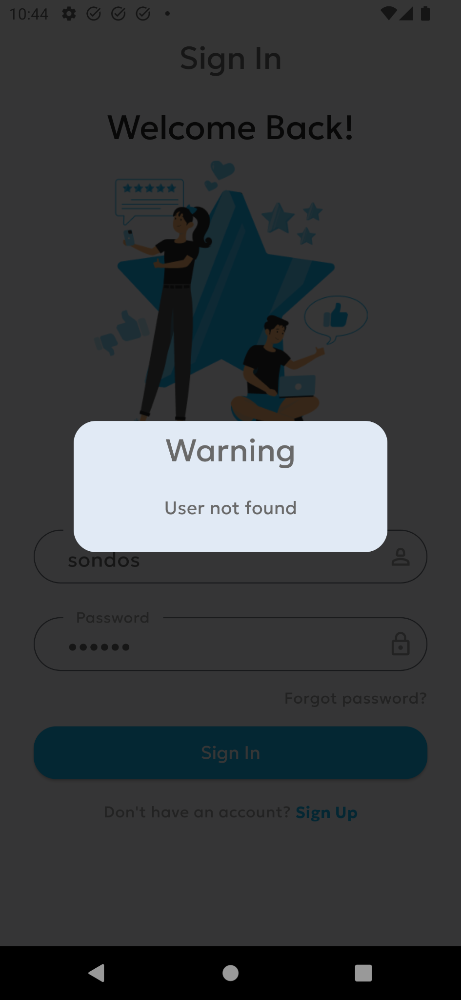 10:44
Sign In
Welcome Back!
Warning
User not found
sondos
Password
••••••
Forgot password?
Sign In
Don't have an account? Sign Up